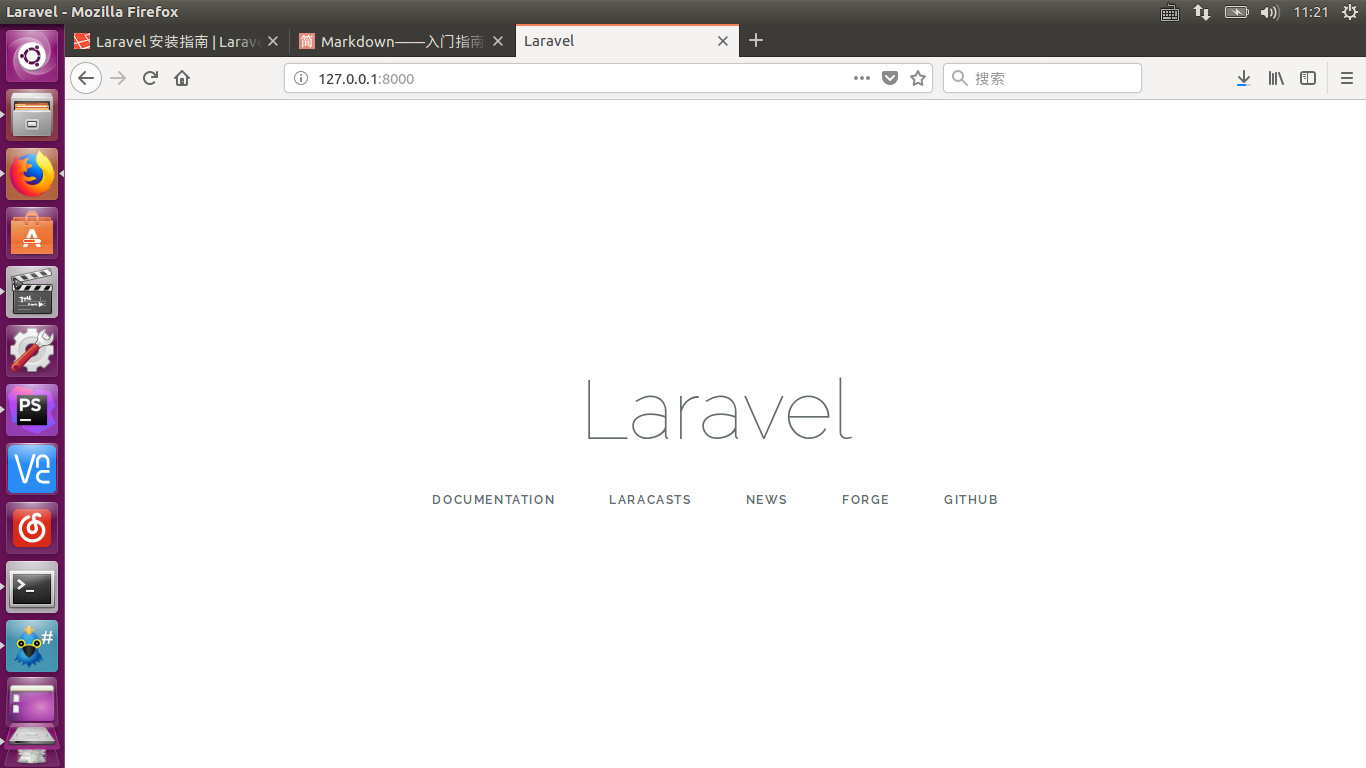 Laravel - Mozilla Firefox
11:21
Laravel 安装指南 | Larav
Markdown——入门指南
Laravel
127.0.0.1:8000
搜索
PS
#
Laravel
DOCUMENTATION LARACASTS NEWS FORGE GITHUB